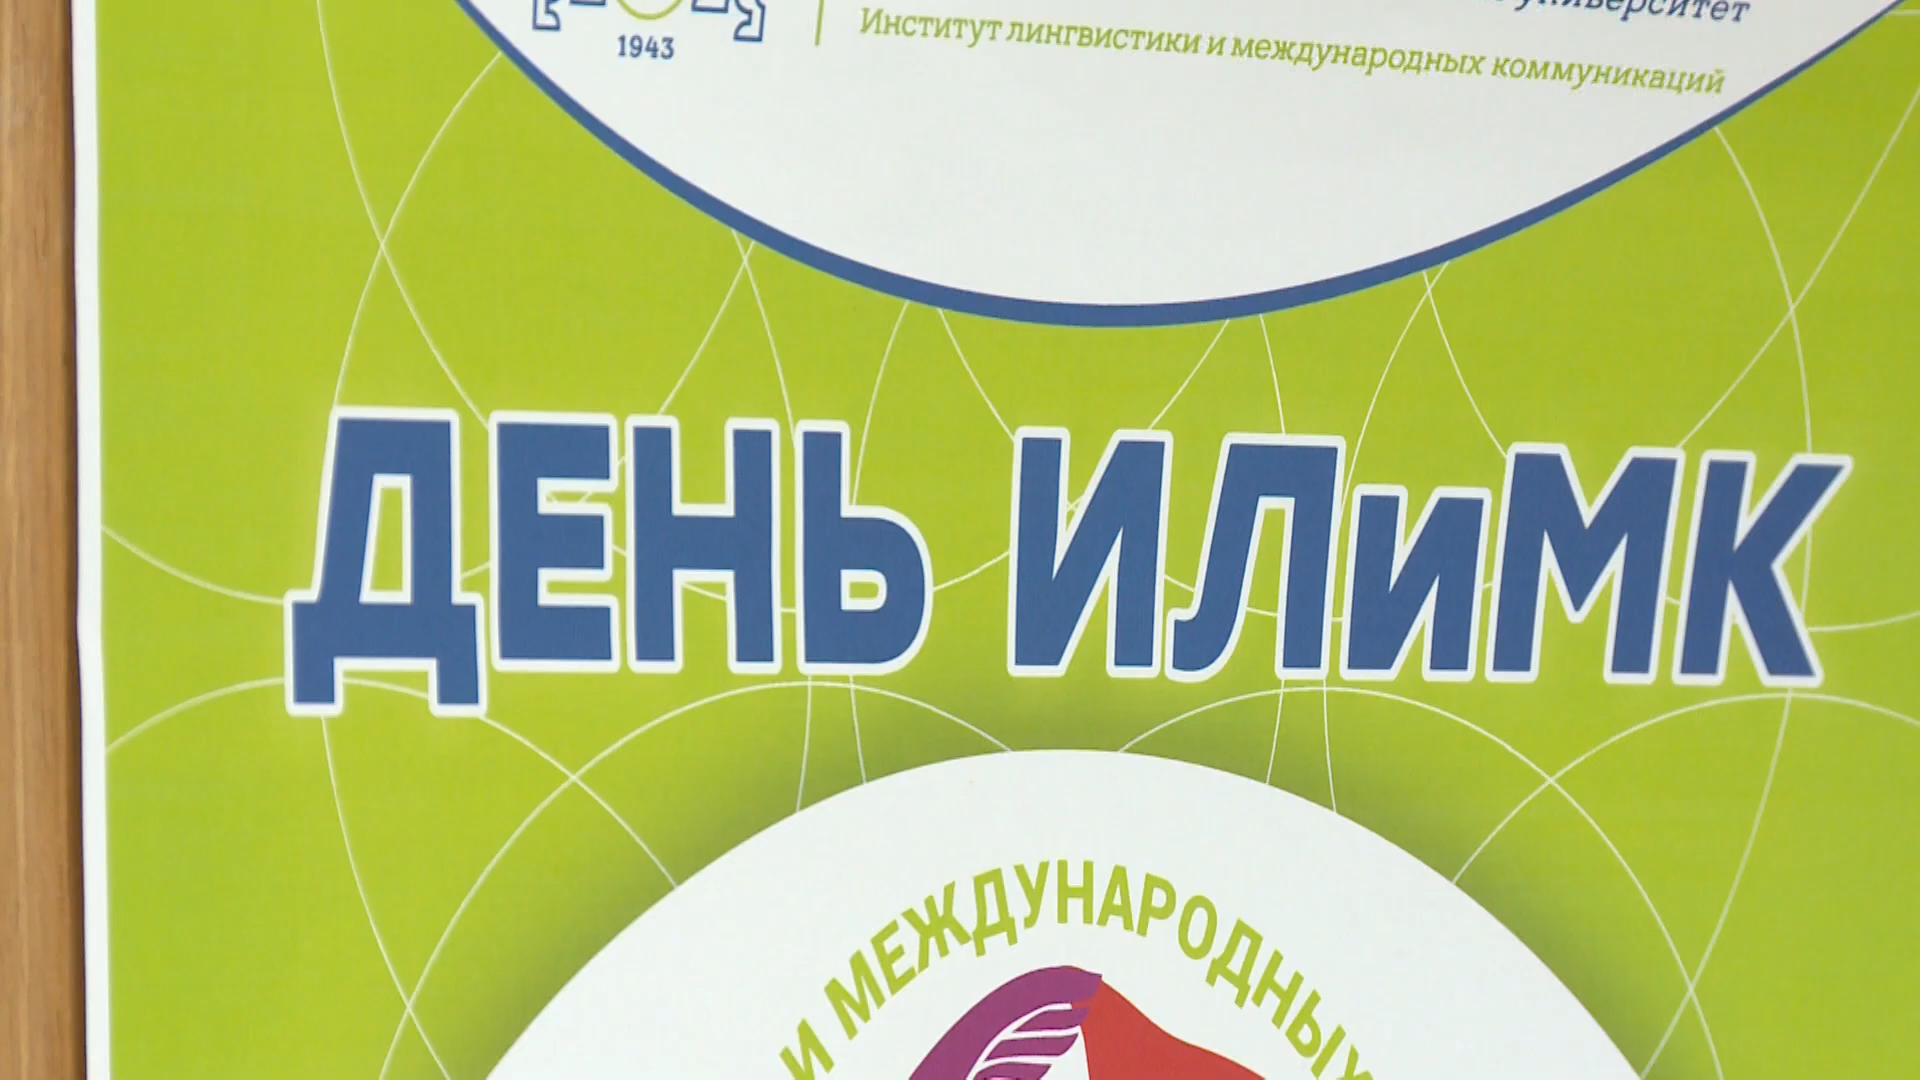 университет
1943
Институт лингвистики и международных коммуникаций
ДЕНЬ ИЛиМК
И МЕЖДУНАРОДНЫХ